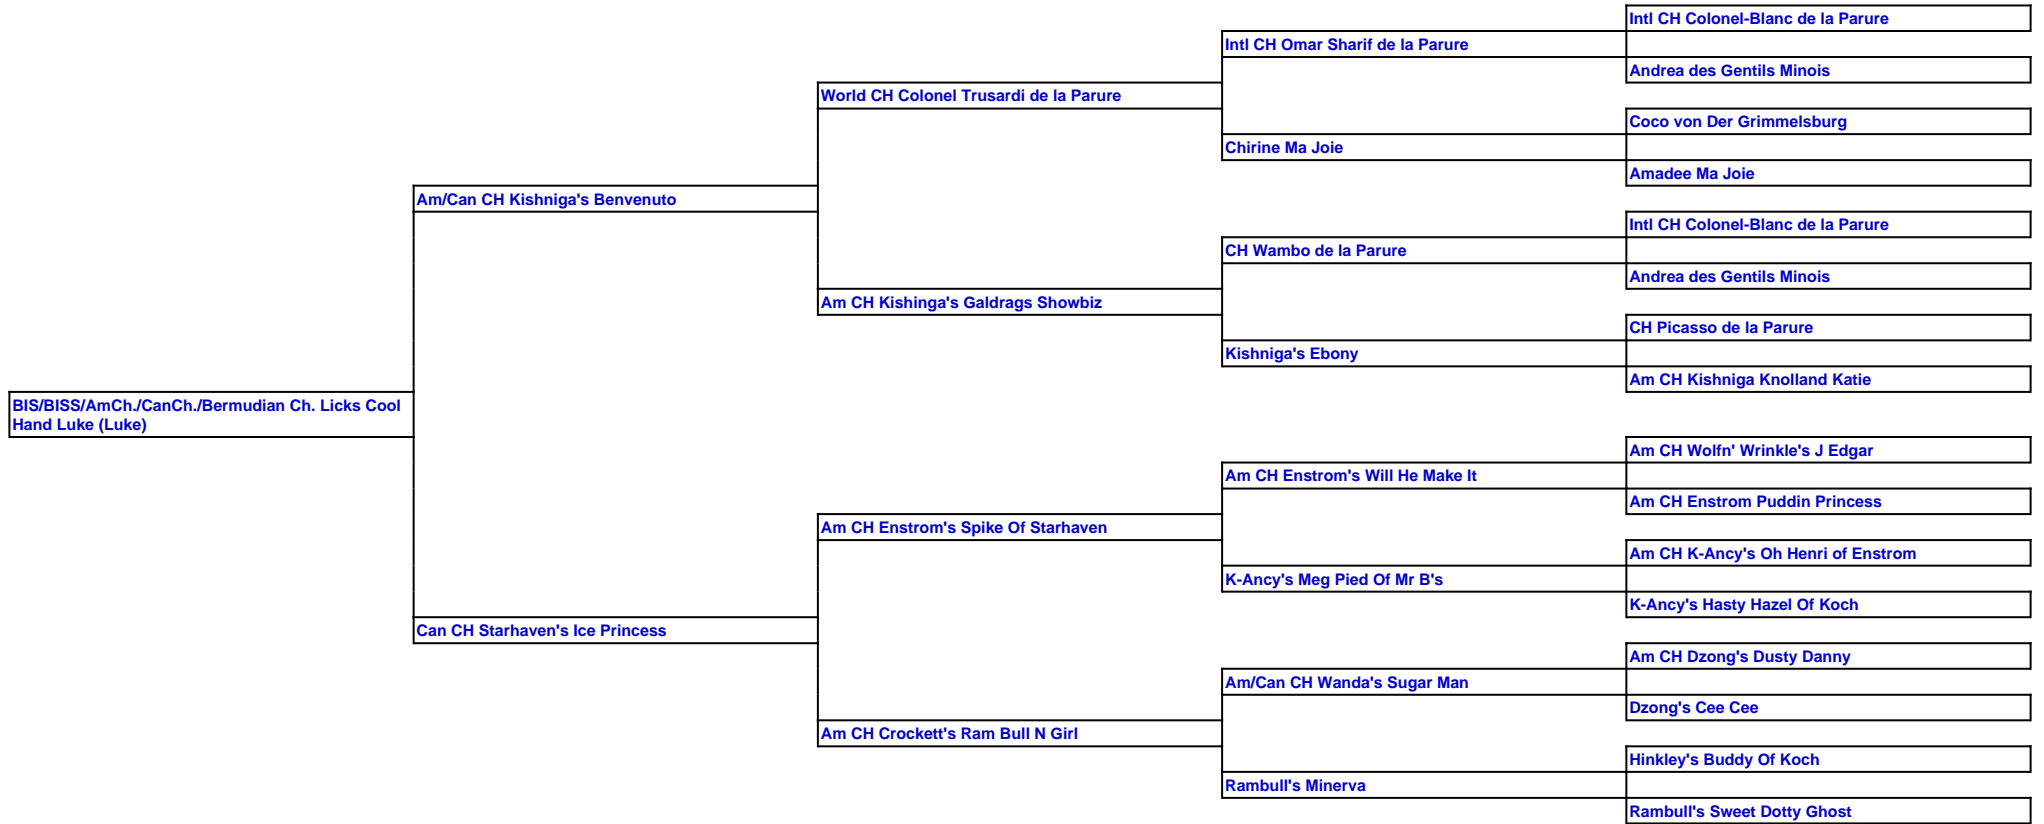 Intl CH Colonel-Blanc de la Parure
Intl CH Omar Sharif de la Parure
Andrea des Gentils Minois
World CH Colonel Trusardi de la Parure
Coco von Der Grimmelsburg
Chirine Ma Joie
Amadee Ma Joie
Am/Can CH Kishniga's Benvenuto
Intl CH Colonel-Blanc de la Parure
CH Wambo de la Parure
Andrea des Gentils Minois
Am CH Kishinga's Galdrags Showbiz
CH Picasso de la Parure
Kishniga's Ebony
Am CH Kishniga Knolland Katie
BIS/BISS/AmCh./CanCh./Bermudian Ch. Licks Cool
Hand Luke (Luke)
Am CH Wolfn' Wrinkle's J Edgar
Am CH Enstrom's Will He Make It
Am CH Enstrom Puddin Princess
Am CH Enstrom's Spike Of Starhaven
Am CH K-Ancy's Oh Henri of Enstrom
K-Ancy's Meg Pied Of Mr B's
K-Ancy's Hasty Hazel Of Koch
Can CH Starhaven's Ice Princess
Am CH Dzong's Dusty Danny
Am/Can CH Wanda's Sugar Man
Dzong's Cee Cee
Am CH Crockett's Ram Bull N Girl
Hinkley's Buddy Of Koch
Rambull's Minerva
Rambull's Sweet Dotty Ghost